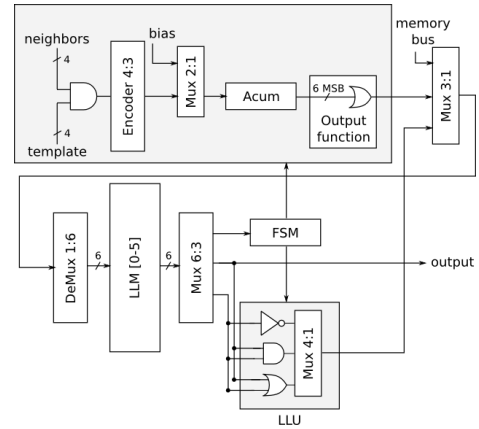 neighbors
4
template
4
Encoder 4:3
bias
Mux 2:1
Acum
6 MSB
Output
function
memory
bus
Mux 3:1
DeMux 1:6
6
LLM [0-5]
6
Mux 6:3
FSM
output
Mux 4:1
LLU